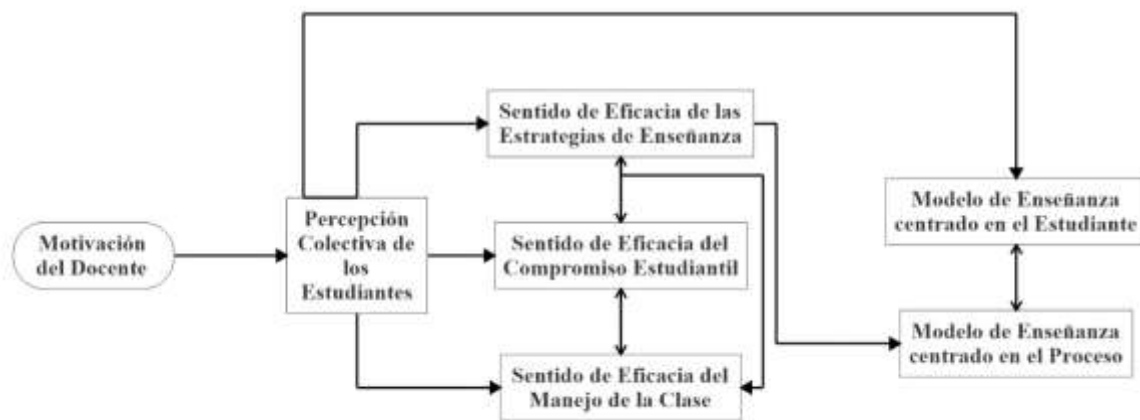 Motivación
del Docente
Percepción
Colectiva de
los
Estudiantes
Sentido de Eficacia de las
Estrategias de Enseñanza
Sentido de Eficacia del
Compromiso Estudiantil
Sentido de Eficacia del
Manejo de la Clase
Modelo de Enseñanza
centrado en el Estudiante
Modelo de Enseñanza
centrado en el Proceso